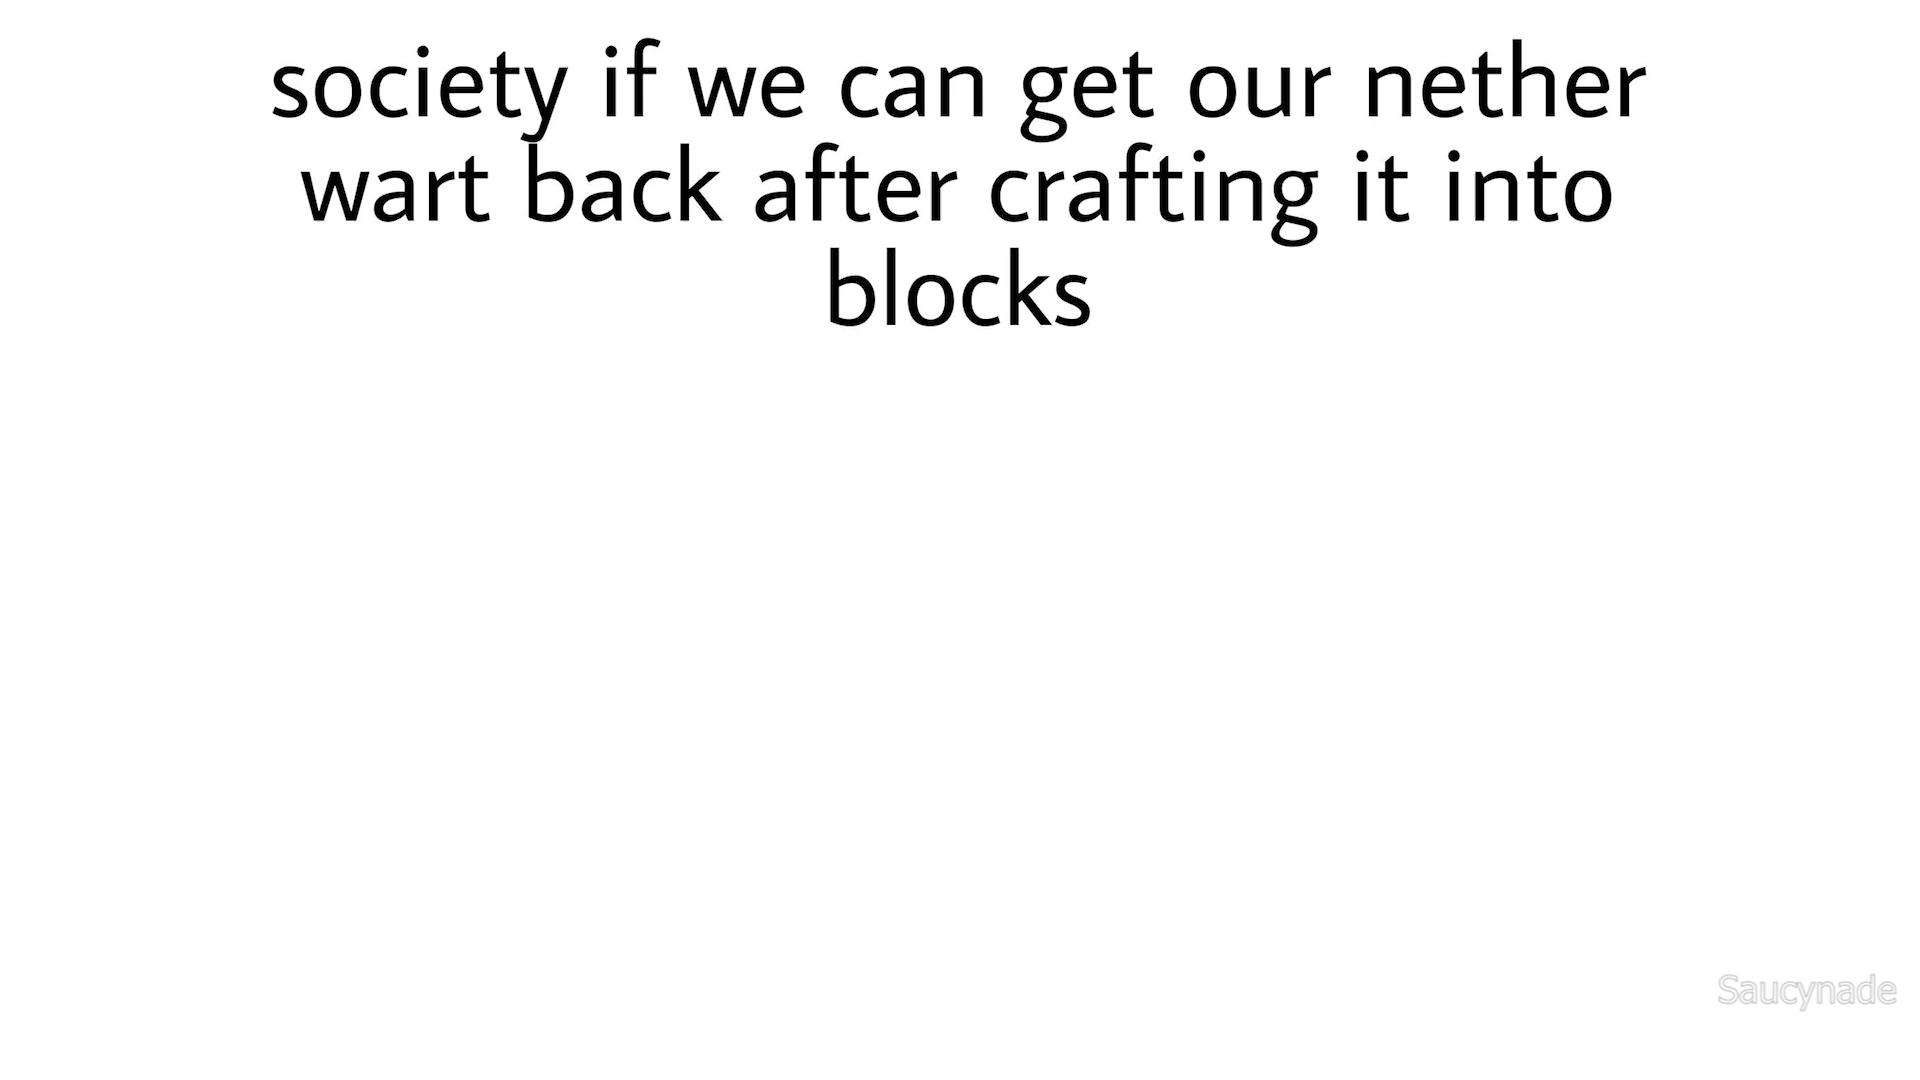 society if we can get our nether
wart back after crafting it into
blocks
Saucynade